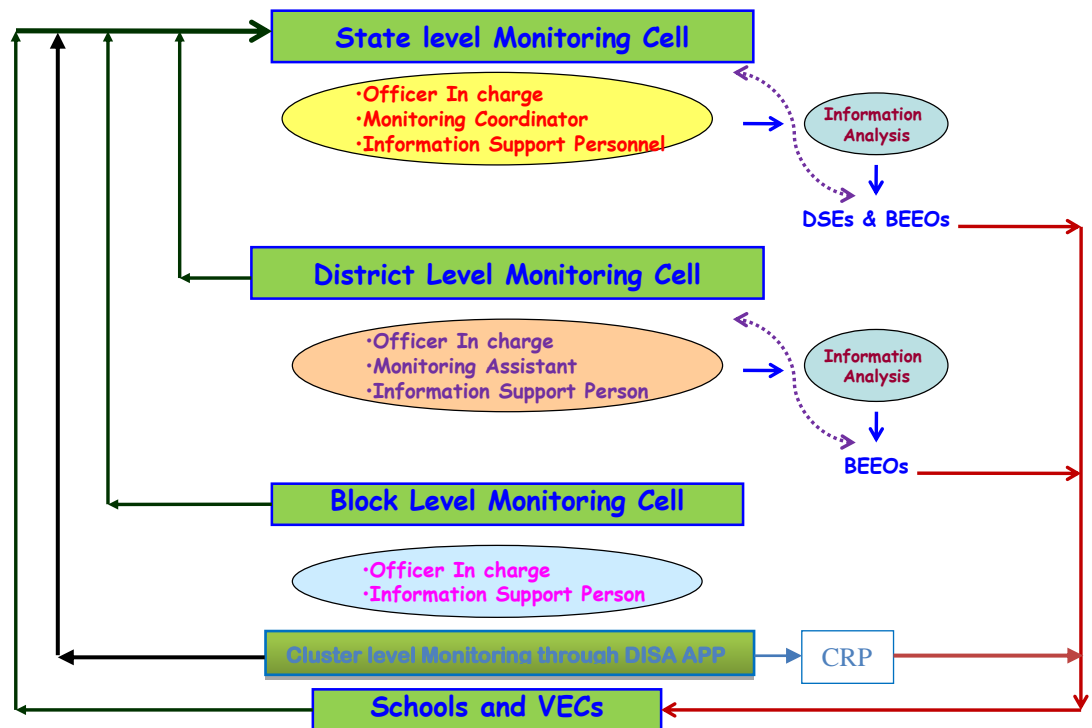 State level Monitoring Cell
•Officer In charge
•Monitoring Coordinator
•Information Support Personnel
Information
Analysis
DSEs & BEEOs
District Level Monitoring Cell
•Officer In charge
•Monitoring Assistant
•Information Support Person
Information
Analysis
BEEOs
Block Level Monitoring Cell
•Officer In charge
•Information Support Person
Cluster level Monitoring through DISA APP
CRP
Schools and VECs